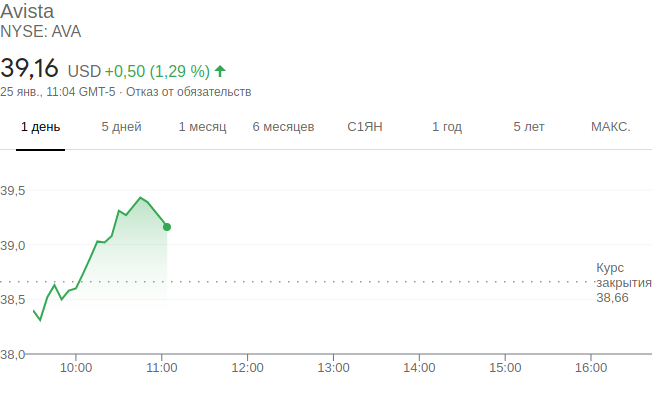 Avista
NYSE: AVA
39,16 USD +0,50 (1,29 %)
25 янв., 11:04 GMT-5 · Отказ от обязательств
1 день 5 дней 1 месяц 6 месяцев С1ЯН 1 год 5 лет МАКС.
39,5
39,0
Курс
закрытия
38,66
38,5
38,0
10:00 11:00 12:00 13:00 14:00 15:00 16:00